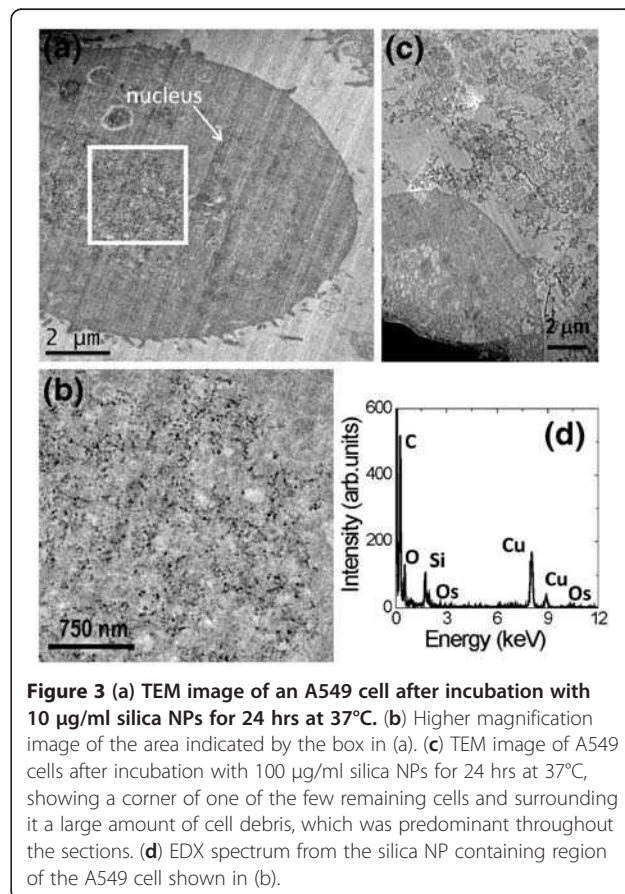 (a)
nucleus
2 µm
(c)
2 µm
(b)
750 nm
(d)
600
400
200
0
Intensity (arb.units)
C
O
Si
Os
Cu
Cu
Os
0 3 6 9 12
Energy (keV)
Figure 3 (a) TEM image of an A549 cell after incubation with
10 µg/ml silica NPs for 24 hrs at 37°C. (b) Higher magnification
image of the area indicated by the box in (a). (c) TEM image of A549
cells after incubation with 100 µg/ml silica NPs for 24 hrs at 37°C,
showing a corner of one of the few remaining cells and surrounding
it a large amount of cell debris, which was predominant throughout
the sections. (d) EDX spectrum from the silica NP containing region
of the A549 cell shown in (b).